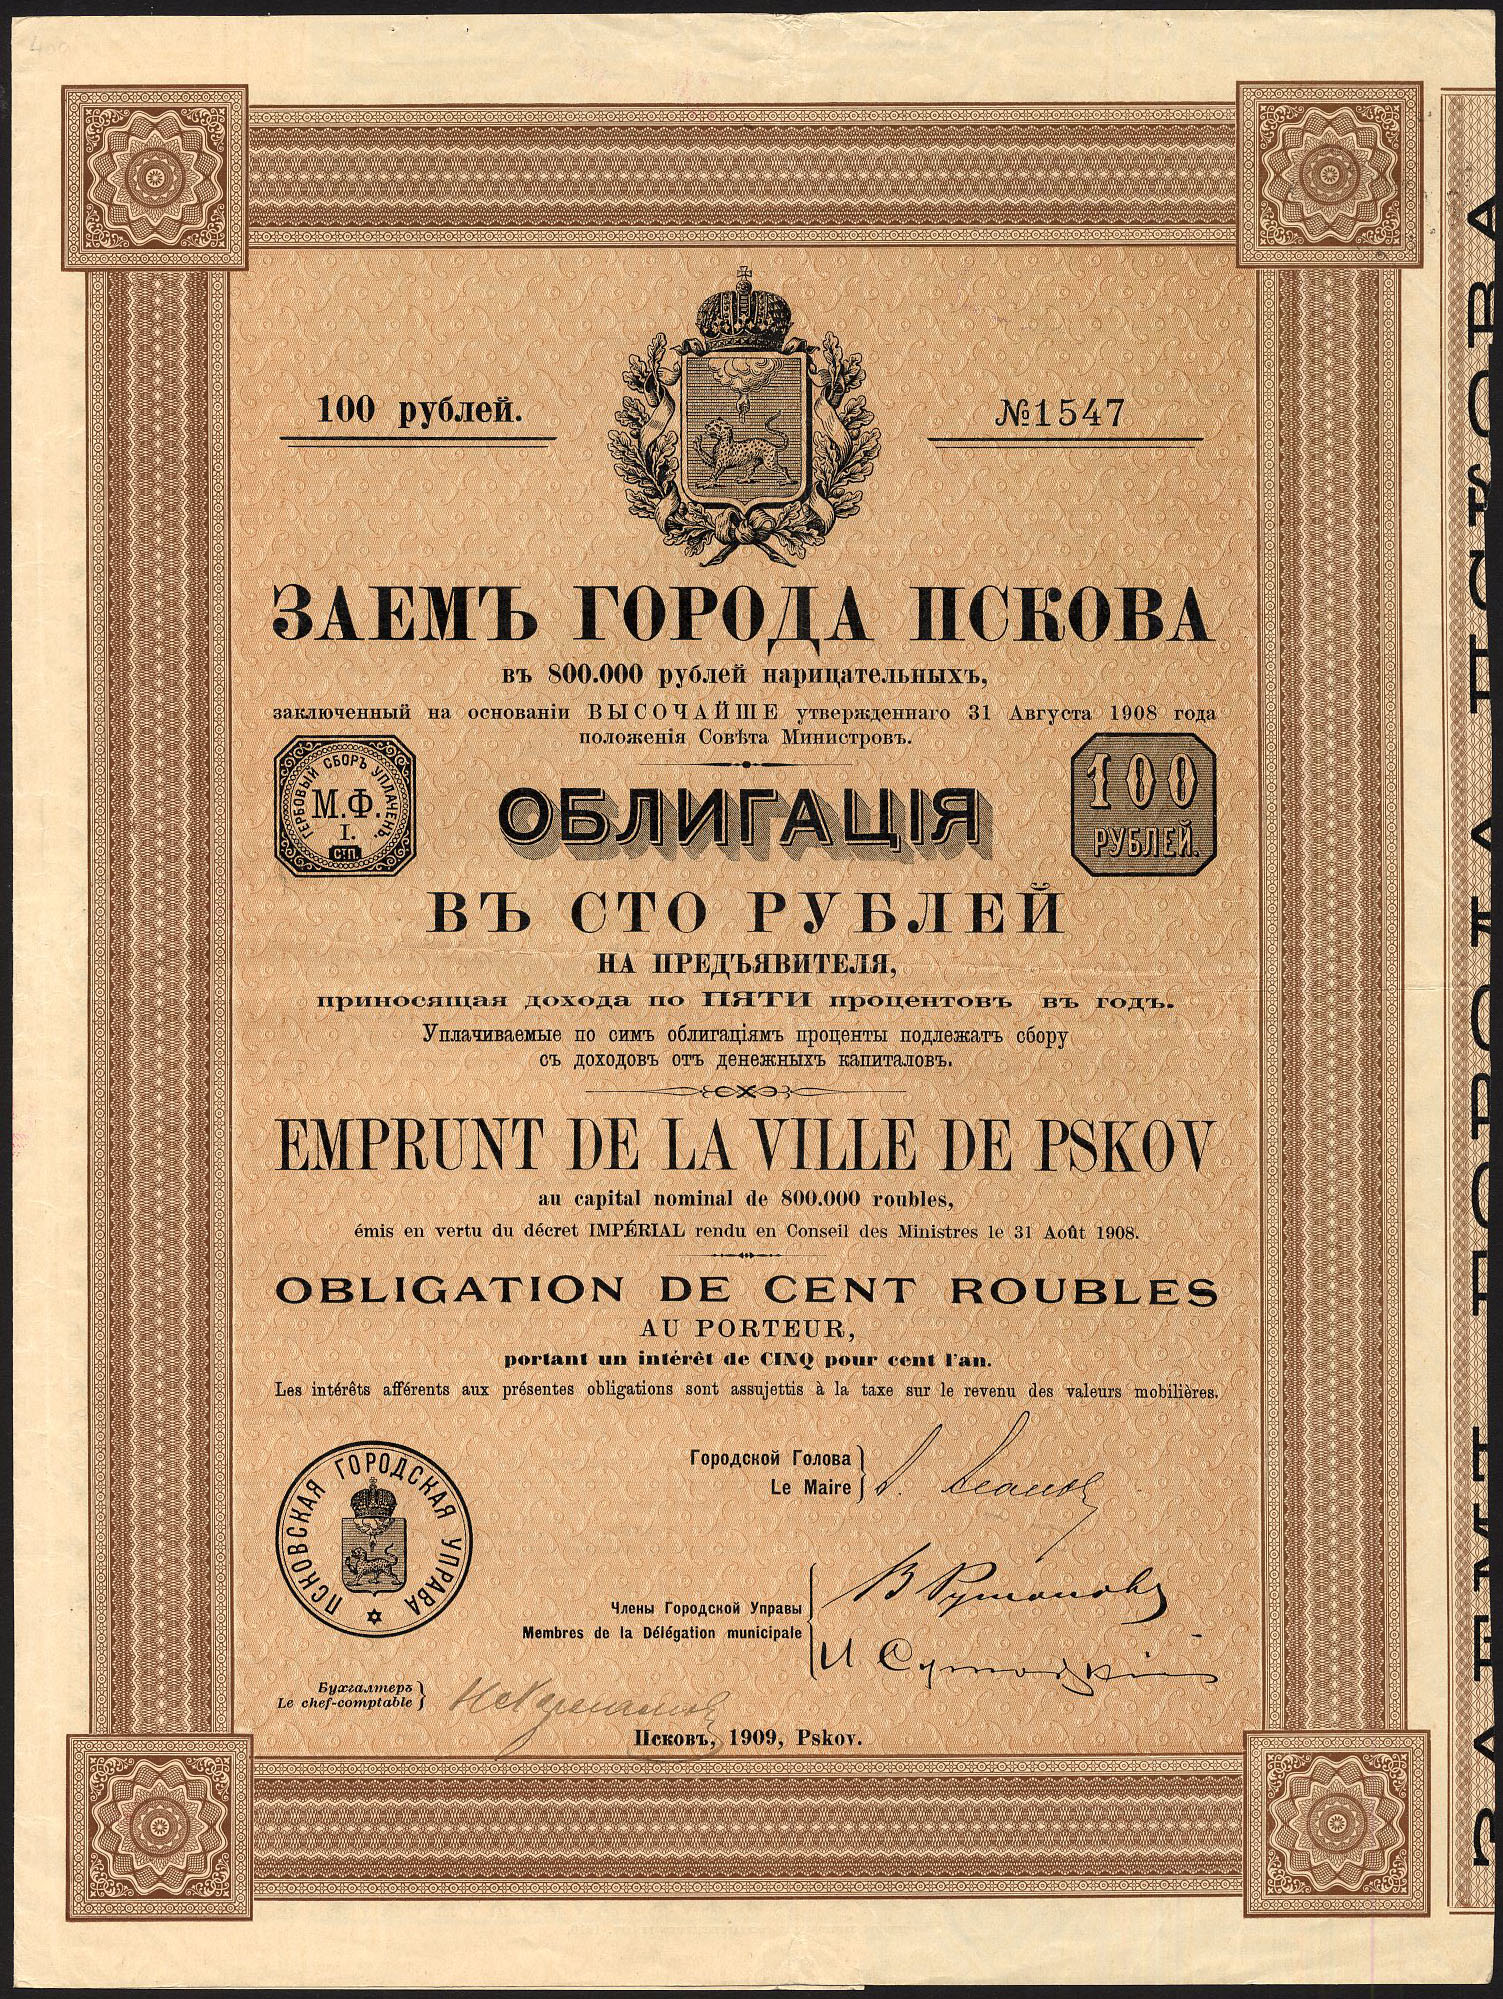 100 рублей.
№1547
ЗАЕМЪ ГОРОДА ПСКОВА
въ 800.000 рублей нарицательныхъ,
заключенный на основаніи ВЫСОЧАЙШЕ утвержденнаго 31 Августа 1908 года
положенія Совѣта Министровъ.
ГЕРБОВЫЙ СБОРЪ УПЛАЧЕНЪ.
М.Ф.
I.
С.П.
ОБЛИГАЦІЯ
100
РУБЛЕЙ.
ВЪ СТО РУБЛЕЙ
НА ПРЕДЪЯВИТЕЛЯ,
приносящая дохода по ПЯТИ процентовъ въ годъ.
Уплачиваемые по симъ облигаціямъ проценты подлежатъ сбору
съ доходовъ отъ денежныхъ капиталовъ.
EMPRUNT DE LA VILLE DE PSKOV
au capital nominal de 800.000 roubles,
émis en vertu du décret IMPÉRIAL rendu en Conseil des Ministres le 31 Août 1908.
OBLIGATION DE CENT ROUBLES
AU PORTEUR,
portant un intérêt de CINQ pour cent l'an.
Les intérêts afférents aux présentes obligations sont assujettis à la taxe sur le revenu des valeurs mobilières.
ПСКОВСКАЯ ГОРОДСКАЯ УПРАВА
Городской Голова
Le Maire
Члены Городской Управы
Membres de la Délégation municipale
Бухгалтеръ
Le chef-comptable
Псковъ, 1909, Pskov.